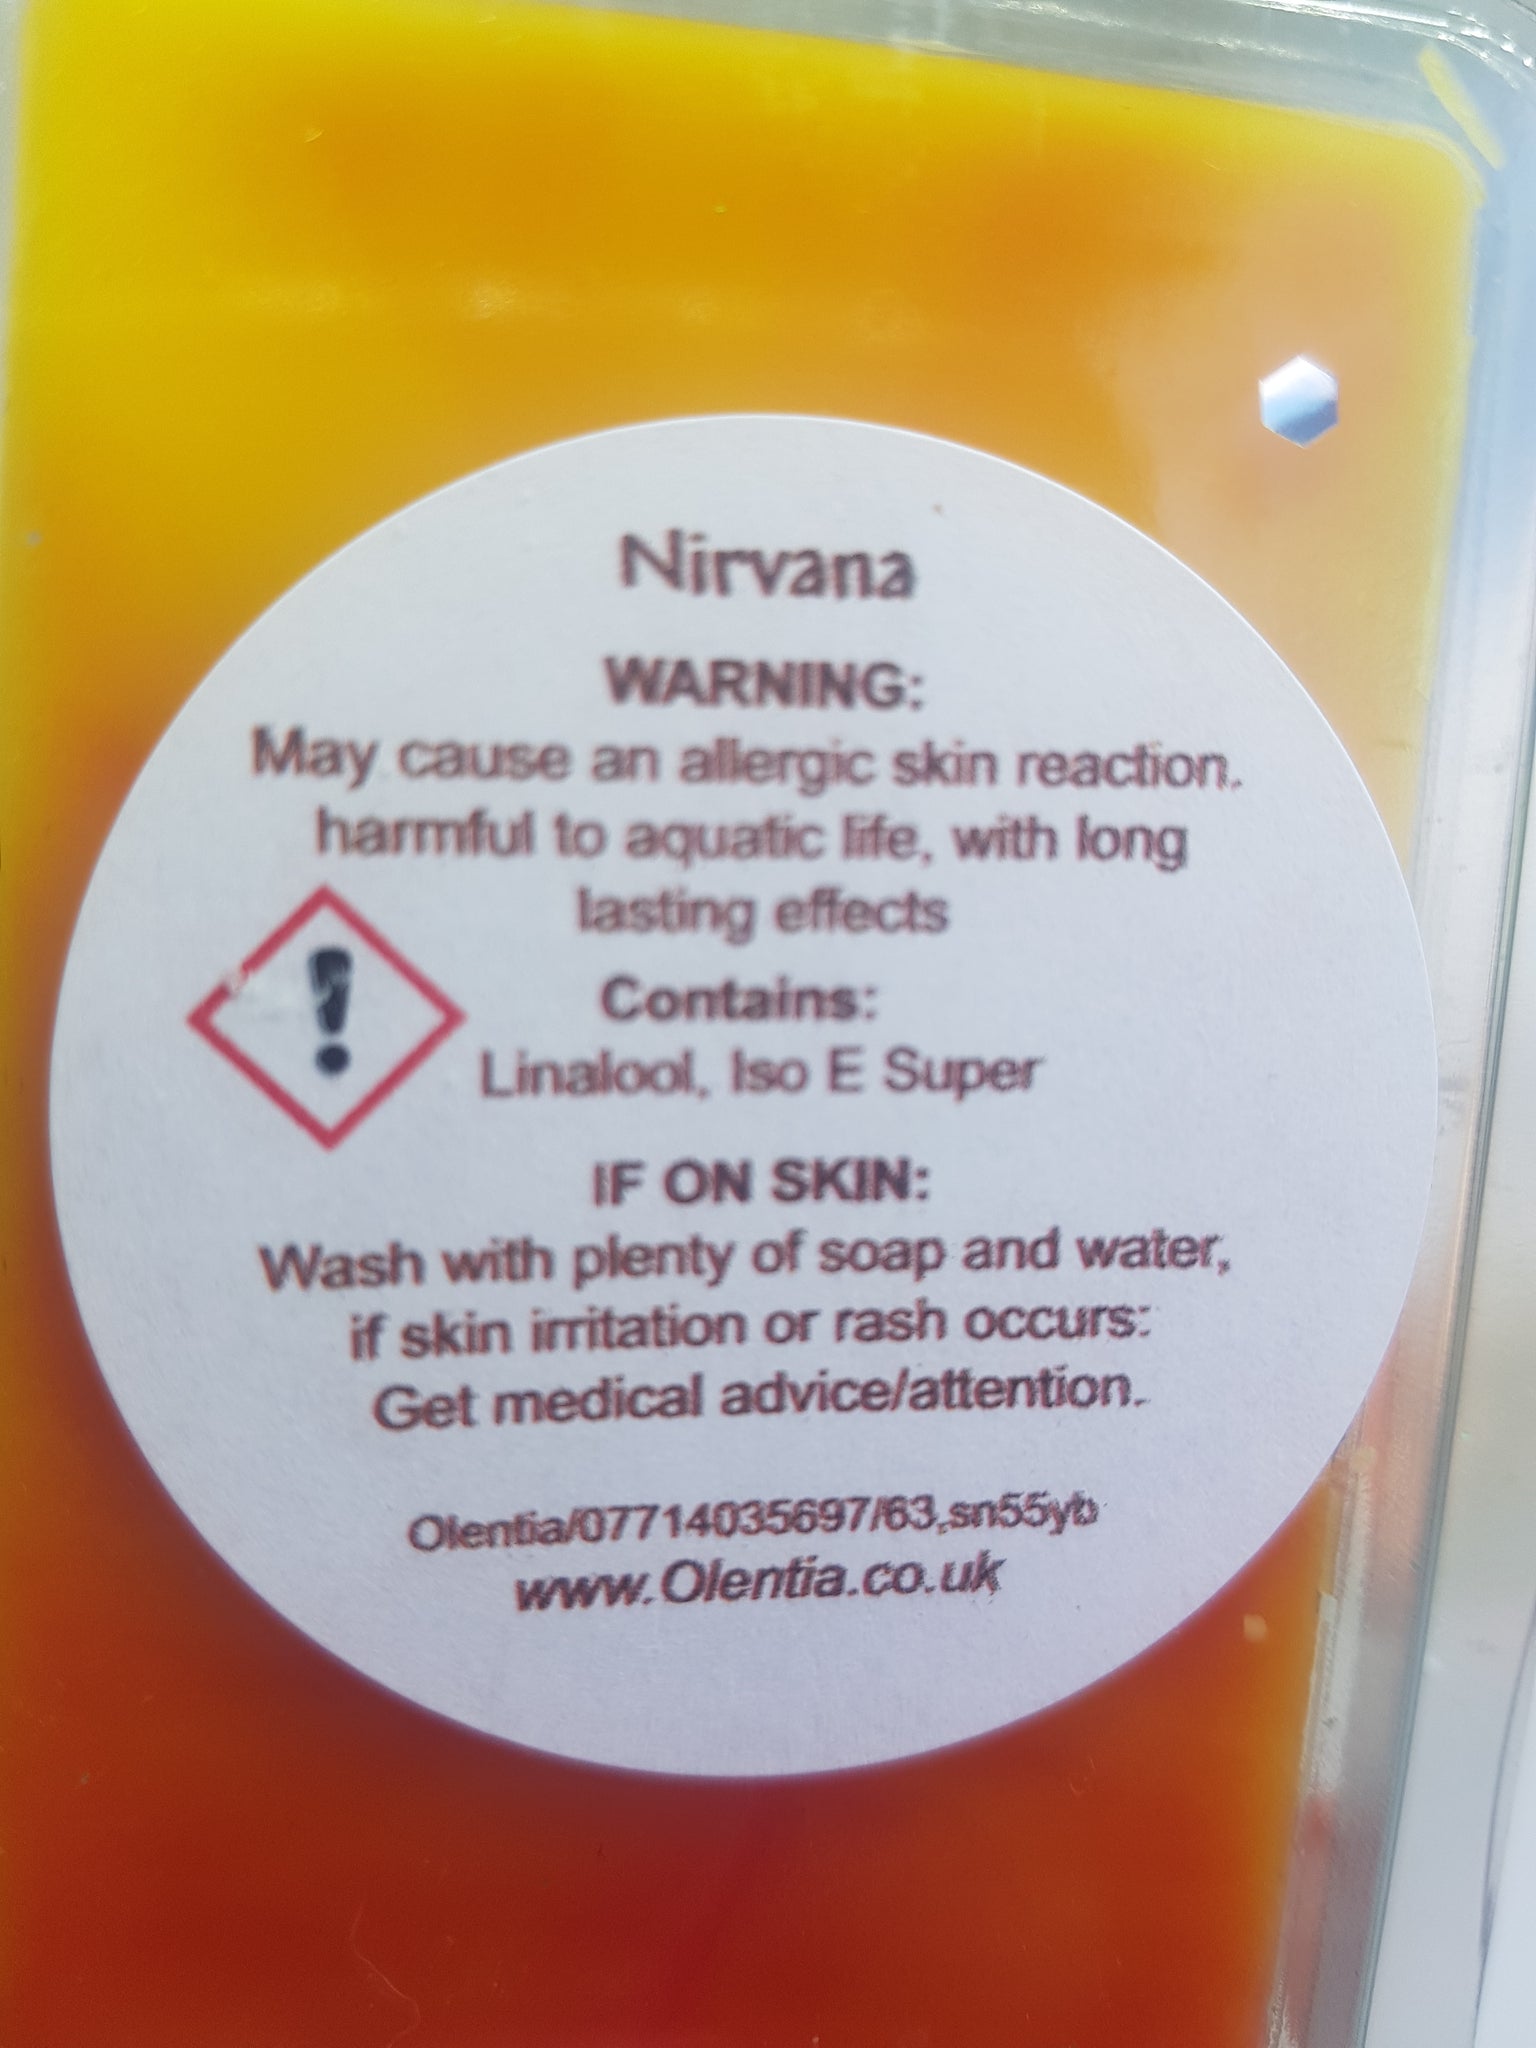 Nirvana
WARNING:
May cause an allergic skin reaction.
harmful to aquatic life, with long
lasting effects
Contains:
Linalool, Iso E Super
IF ON SKIN:
Wash with plenty of soap and water,
if skin irritation or rash occurs:
Get medical advice/attention.
Olentia/07714035697/63,sn55yb
www.Olentia.co.uk